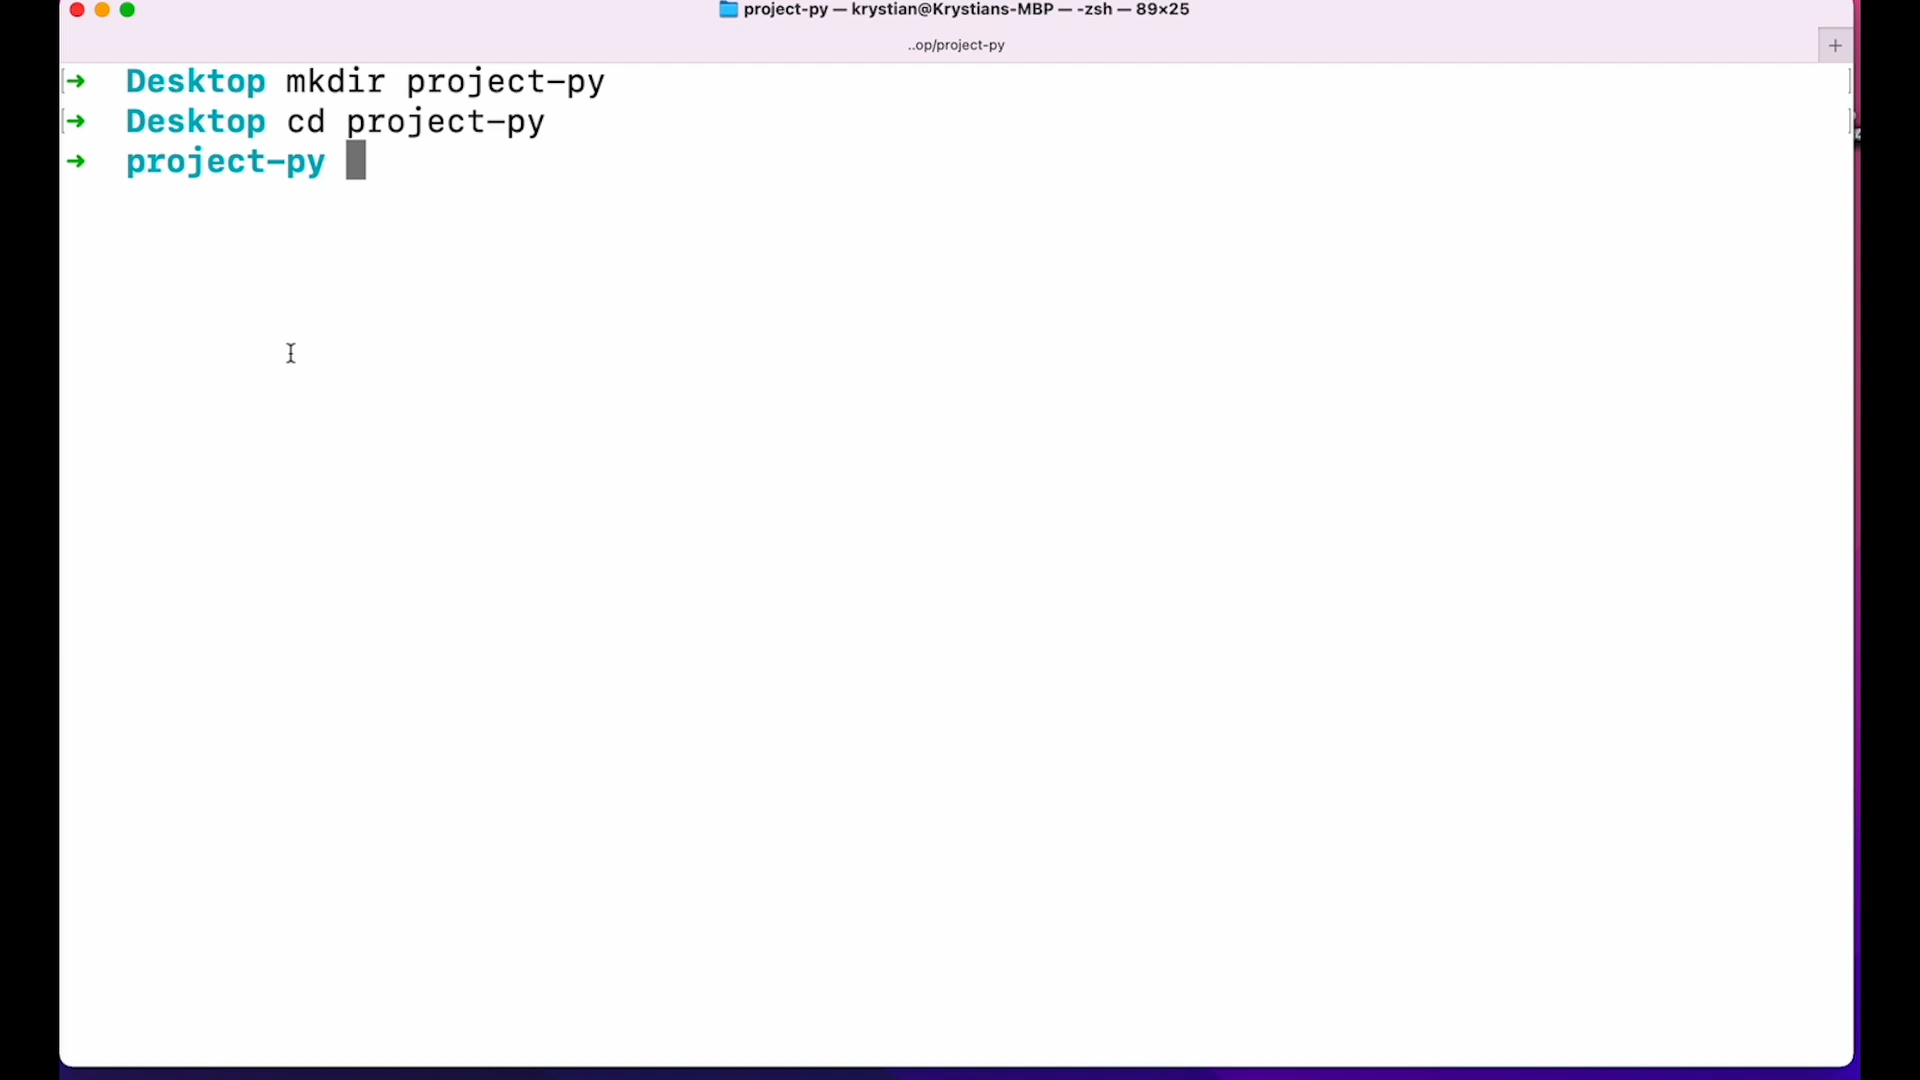 project-py — krystian@Krystians-MBP — -zsh — 89×25
..op/project-py
+
[➜ Desktop mkdir project-py ]
[➜ Desktop cd project-py ]
➜ project-py